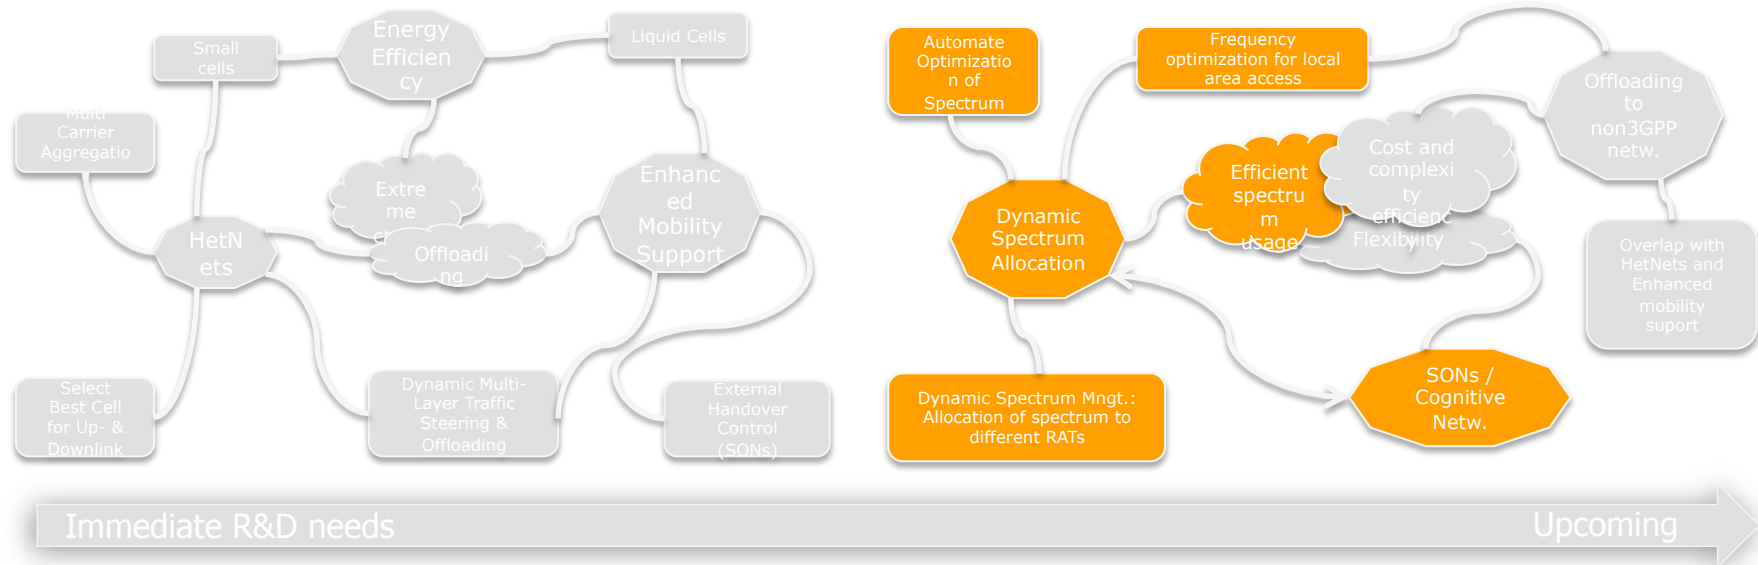 Small
cells
Energy
Efficien
cy
Liquid Cells
Multi
Carrier
Aggregatio
Extre
me
Enhanc
ed
Mobility
Support
HetN
ets
Offloadi
ng
Select
Best Cell
for Up- &
Downlink
Dynamic Multi-
Layer Traffic
Steering &
Offloading
External
Handover
Control
(SONs)
Automate
Optimizatio
n of
Spectrum
Frequency
optimization for local
area access
Offloading
to
non3GPP
netw.
Efficient
spectru
m
usage
Cost and
complexi
ty
efficienc
y
Flexibility
Dynamic
Spectrum
Allocation
Overlap with
HetNets and
Enhanced
mobility
suport
Dynamic Spectrum Mngt.:
Allocation of spectrum to
different RATs
SONs /
Cognitive
Netw.
Immediate R&D needs
Upcoming